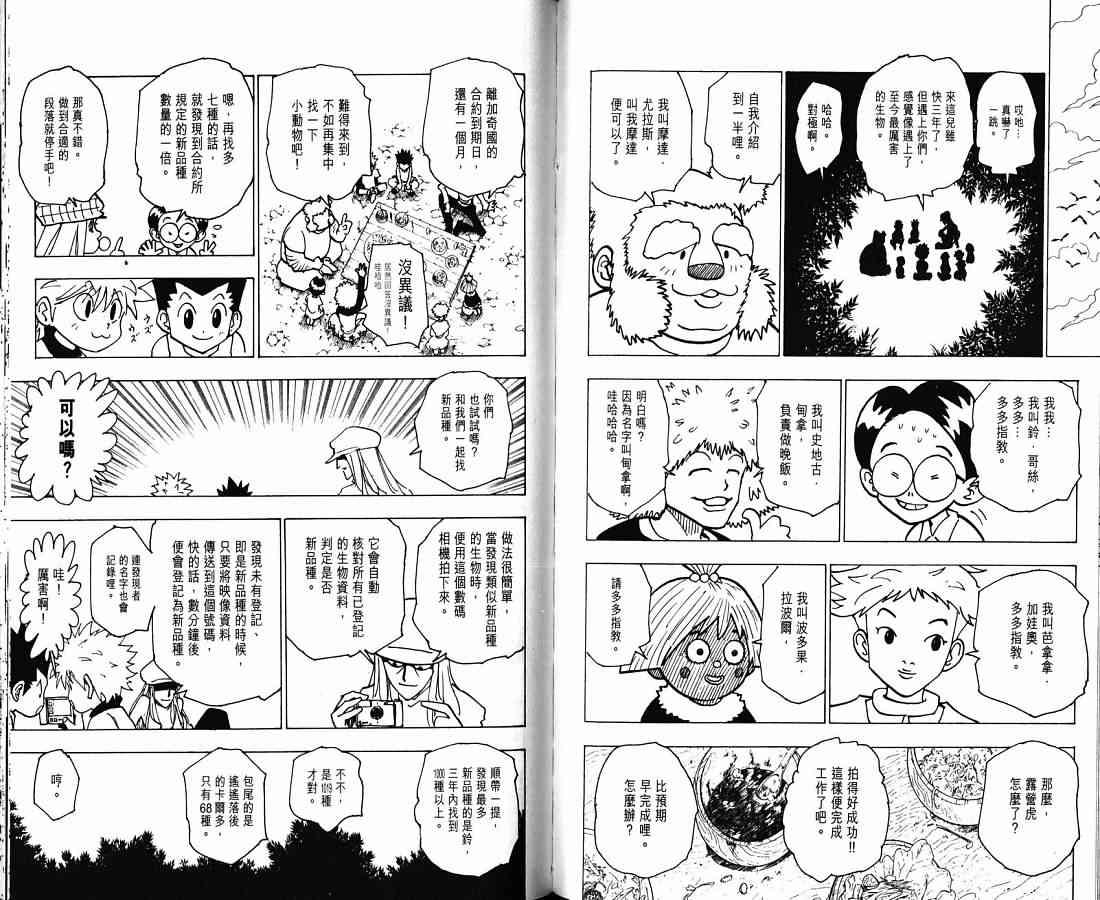 哎吔…
真嚇了
一跳。
來這兒雖
快三年了，
但遇上你們，
感覺像遇上了
至今最厲害
的生物。
哈哈。
對極啊。
自我介紹
到一半哩。
我叫摩達．
尤拉斯，
叫我摩達
便可以了。
我我…
我叫鈴．哥絲，
多多…
多多指教。
我叫史地古．
甸拿，
負責做晚飯。
明白嗎？
因為名字叫甸拿啊，
哇哈哈哈。
我叫芭拿拿．
加娃奧，
多多指教。
我叫波多果．
拉波爾，
請多多指教。
那麼，
露營虎
怎麼了？
拍得好成功!!
這樣便完成
工作了吧。
比預期
早完成哩。
怎麼辦？
離加奇國的
合約到期日，
還有一個月，
難得來到，
不如再集中
找一下
小動物吧！
沒異議！
居然回答沒異議！
哇哈哈
嗯，再找多
七種的話，
就發現到合約所
規定的新品種
數量的一倍。
那真不錯。
做到合適的
段落就停手吧！
ウズ
ウズ
你們
也試試嗎？
和我們一起找
新品種。
可以嗎？
做法很簡單，
當發現類似新品種
的生物時，
便用這個數碼
相機拍下來。
它會自動
核對所有已登記
的生物資料，
判定是否
新品種。
發現未有登記、
即是新品種的時候，
只要將映像資料
傳送到這個號碼，
快的話，數分鐘後
便會登記為新品種。
連發現者
的名字也會
記錄哩。
哇！
厲害啊！
順帶一提，
發現最多
新品種的是鈴，
三年內找到
1000種以上。
不不，
是1019種
才對。
包尾的是
遙遙落後
的卡爾多，
只有68種。
哼。